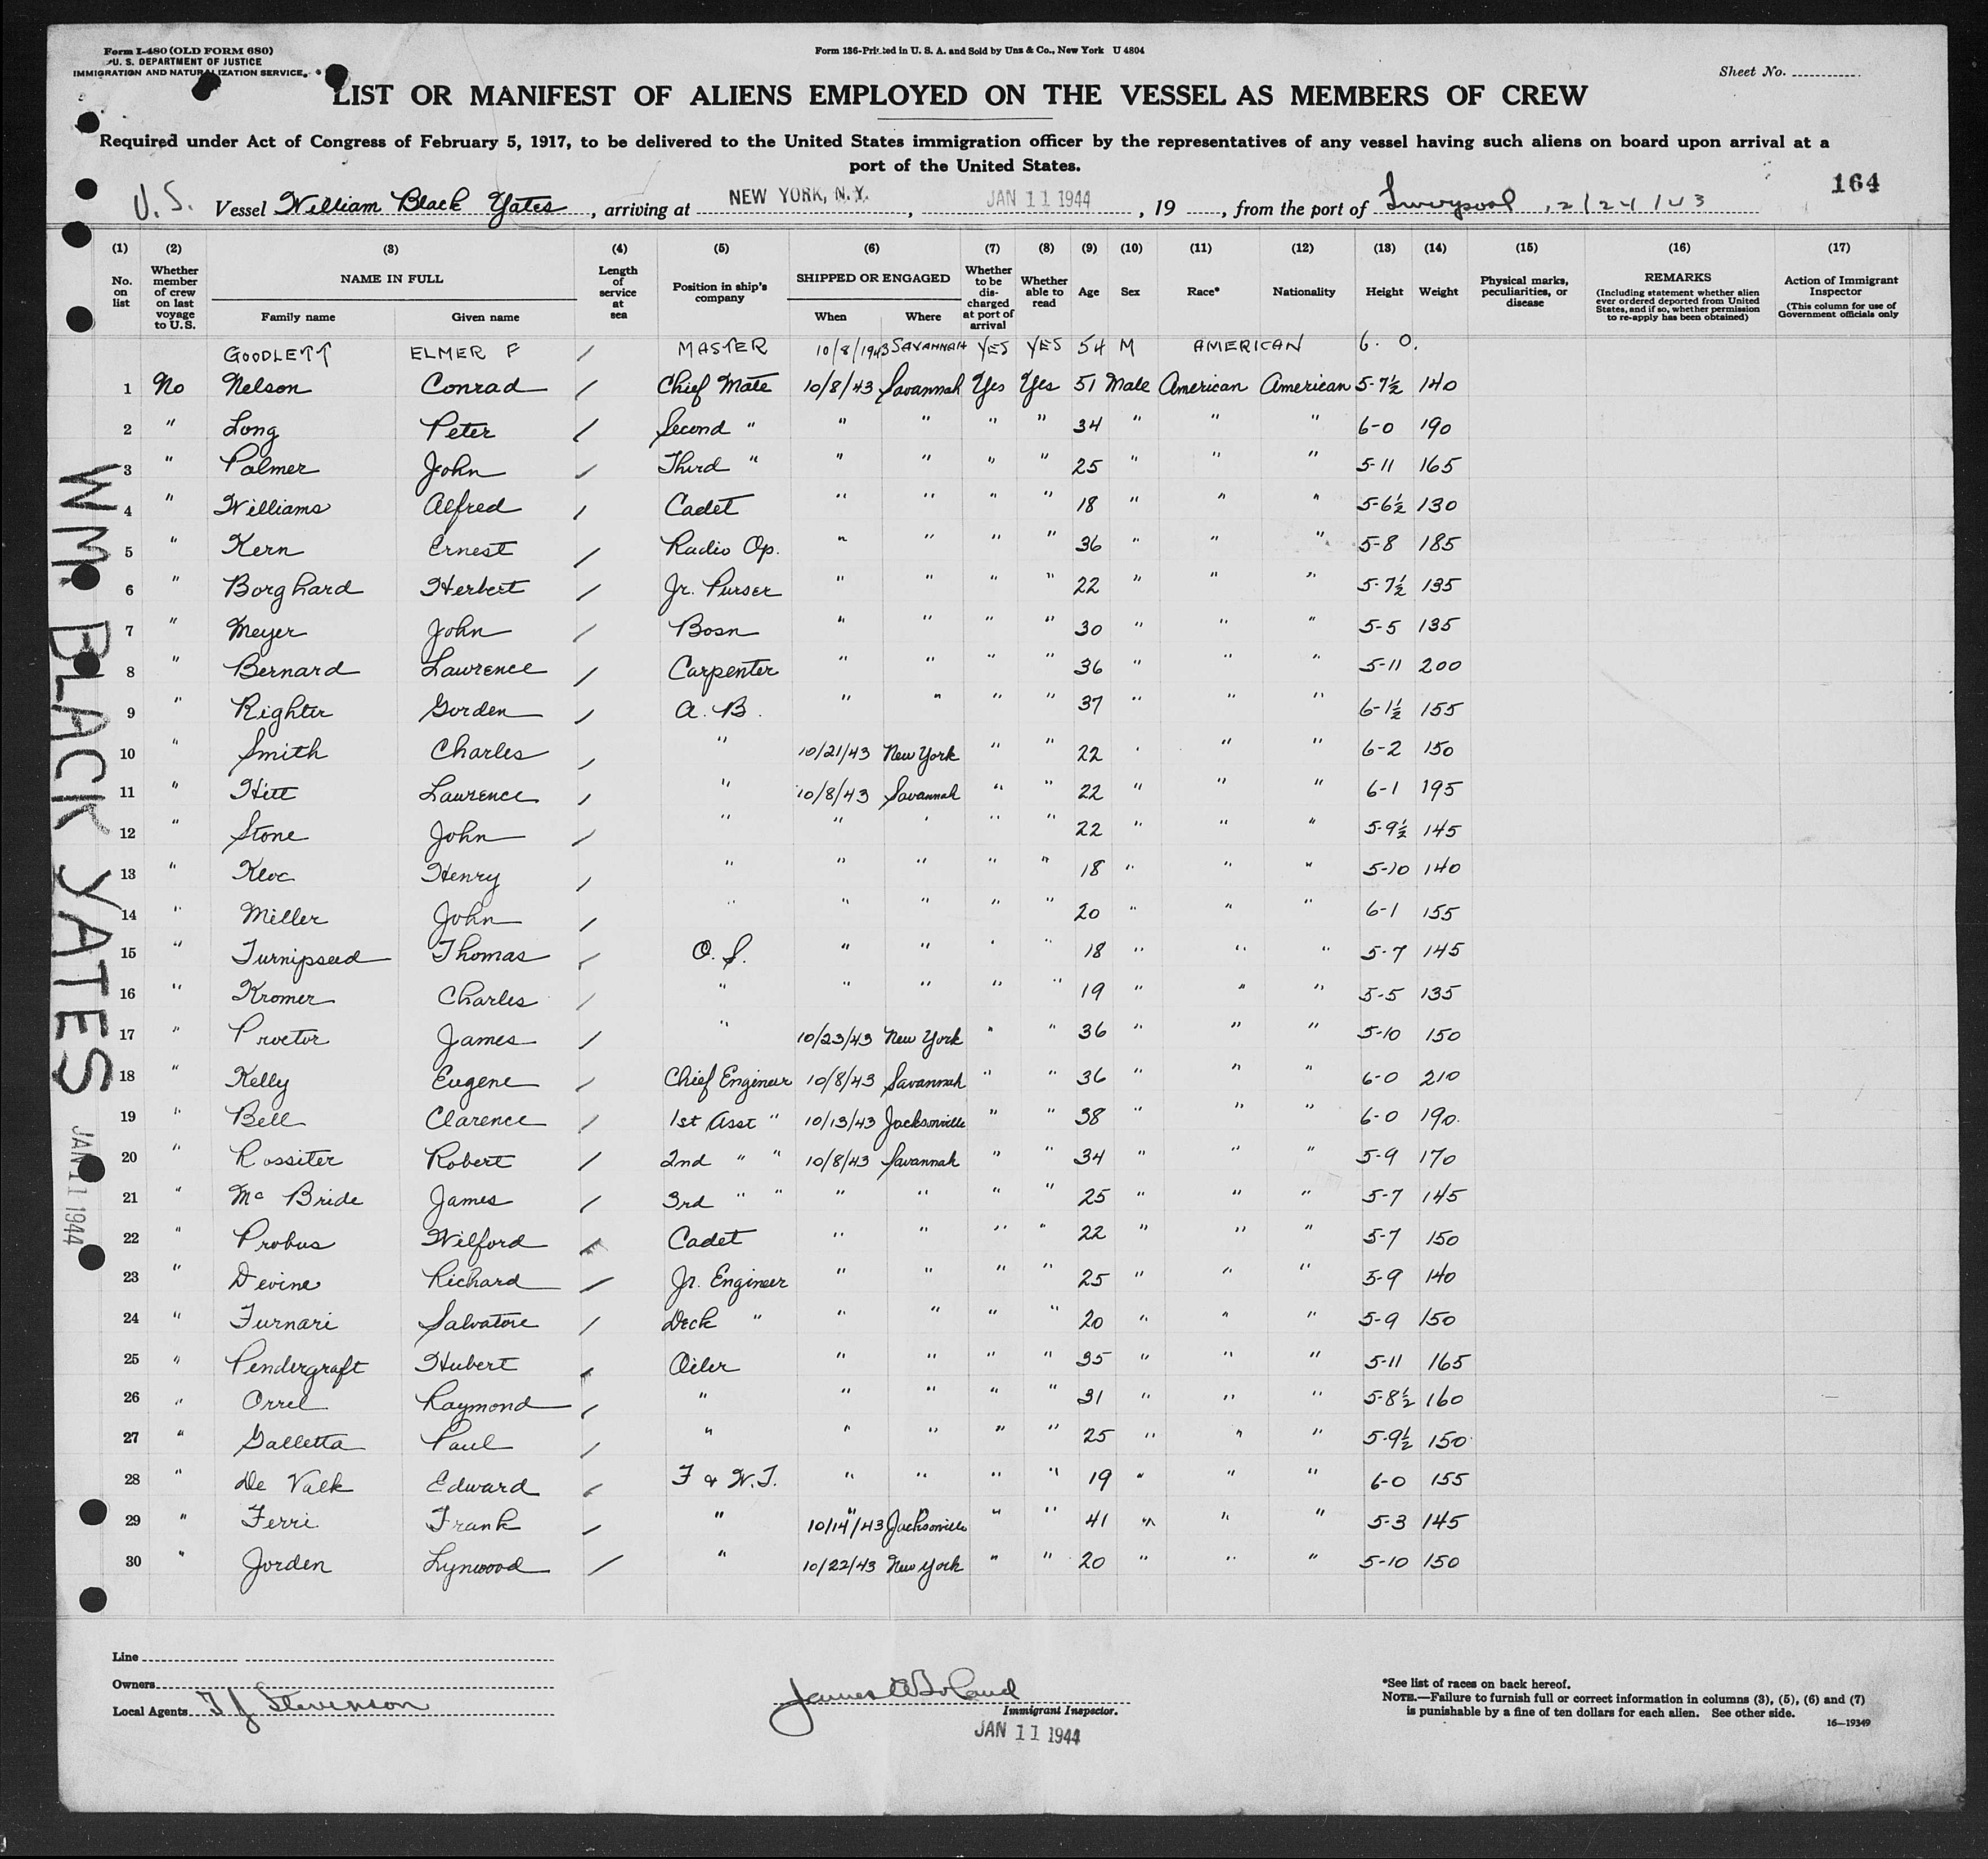 Form I-480 (OLD FORM 680)
U. S. DEPARTMENT OF JUSTICE
IMMIGRATION AND NATURALIZATION SERVICE
Form 136-Printed in U. S. A. and Sold by Unz & Co., New York U 4804
Sheet No.
LIST OR MANIFEST OF ALIENS EMPLOYED ON THE VESSEL AS MEMBERS OF CREW
Required under Act of Congress of February 5, 1917, to be delivered to the United States immigration officer by the representatives of any vessel having such aliens on board upon arrival at a
port of the United States.
164
U.S. Vessel William Black Yates, arriving at NEW YORK, N.Y., JAN 11 1944, 19 , from the port of Liverpool 12/24/43
(1) (2) (3) (4) (5) (6) (7) (8) (9) (10) (11) (12) (13) (14) (15) (16) (17)
No. on list
Whether member of crew on last voyage to U.S.
NAME IN FULL
Family name Given name
Length of service at sea
Position in ship's company
SHIPPED OR ENGAGED
When Where
Whether to be discharged at port of arrival
Whether able to read
Age
Sex
Race*
Nationality
Height
Weight
Physical marks, peculiarities, or disease
REMARKS
(Including statement whether alien ever ordered deported from United States, and if so, whether permission to re-apply has been obtained)
Action of Immigrant Inspector
(This column for use of Government officials only
GOODLETT ELMER F / MASTER 10/8/1943 SAVANNAH YES YES 54 M AMERICAN 6. 0.
1 No Nelson Conrad / Chief Mate 10/8/43 Savannah Yes Yes 51 Male American American 5-7½ 140
2 " Long Peter / Second " " " " " 34 " " " 6-0 190
3 " Palmer John / Third " " " " " 25 " " " 5-11 165
4 " Williams Alfred / Cadet " " " " 18 " " " 5-6½ 130
5 " Kern Ernest / Radio Op. " " " " 36 " " " 5-8 185
6 " Borghard Herbert / Jr. Purser " " " " 22 " " " 5-7½ 135
7 " Meyer John / Bosn " " " " 30 " " " 5-5 135
8 " Bernard Lawrence / Carpenter " " " " 36 " " " 5-11 200
9 " Righter Gorden / A.B. " " " " 37 " " " 6-1½ 155
10 " Smith Charles / " 10/21/43 New York " " 22 " " " 6-2 150
11 " Hitt Lawrence / " 10/8/43 Savannah " " 22 " " " 6-1 195
12 " Stone John / " " " " " 22 " " " 5-9½ 145
13 " Kloc Henry / " " " " " 18 " " " 5-10 140
14 " Miller John / " " " " " 20 " " " 6-1 155
15 " Turnipseed Thomas / O.S. " " " " 18 " " " 5-7 145
16 " Kromer Charles / " " " " " 19 " " " 5-5 135
17 " Proctor James / " 10/23/43 New York " " 36 " " " 5-10 150
18 " Kelly Eugene / Chief Engineer 10/8/43 Savannah " " 36 " " " 6-0 210
19 " Bell Clarence / 1st Asst " 10/13/43 Jacksonville " " 38 " " " 6-0 190
20 " Rossiter Robert / 2nd " " 10/8/43 Savannah " " 34 " " " 5-9 170
21 " Mc Bride James / 3rd " " " " " " 25 " " " 5-7 145
22 " Probus Wilford / Cadet " " " " 22 " " " 5-7 150
23 " Devine Richard / Jr. Engineer " " " " 25 " " " 5-9 140
24 " Furnari Salvatore / Deck " " " " " 20 " " " 5-9 150
25 " Pendergraft Hubert / Oiler " " " " 35 " " " 5-11 165
26 " Orrel Raymond / " " " " " 31 " " " 5-8½ 160
27 " Galletta Paul / " " " " " 25 " " " 5-9½ 150
28 " De Valk Edward / F & W.T. " " " " 19 " " " 6-0 155
29 " Ferri Frank / " 10/14/43 Jacksonville " " 41 " " " 5-3 145
30 " Jorden Lynwood / " 10/22/43 New York " " 20 " " " 5-10 150
WM BLACK YATES
JAN 11 1944
Line
Owners
Local Agents T J Stevenson
Immigrant Inspector.
JAN 11 1944
*See list of races on back hereof.
NOTE.—Failure to furnish full or correct information in columns (3), (5), (6) and (7)
is punishable by a fine of ten dollars for each alien. See other side.
16—19349